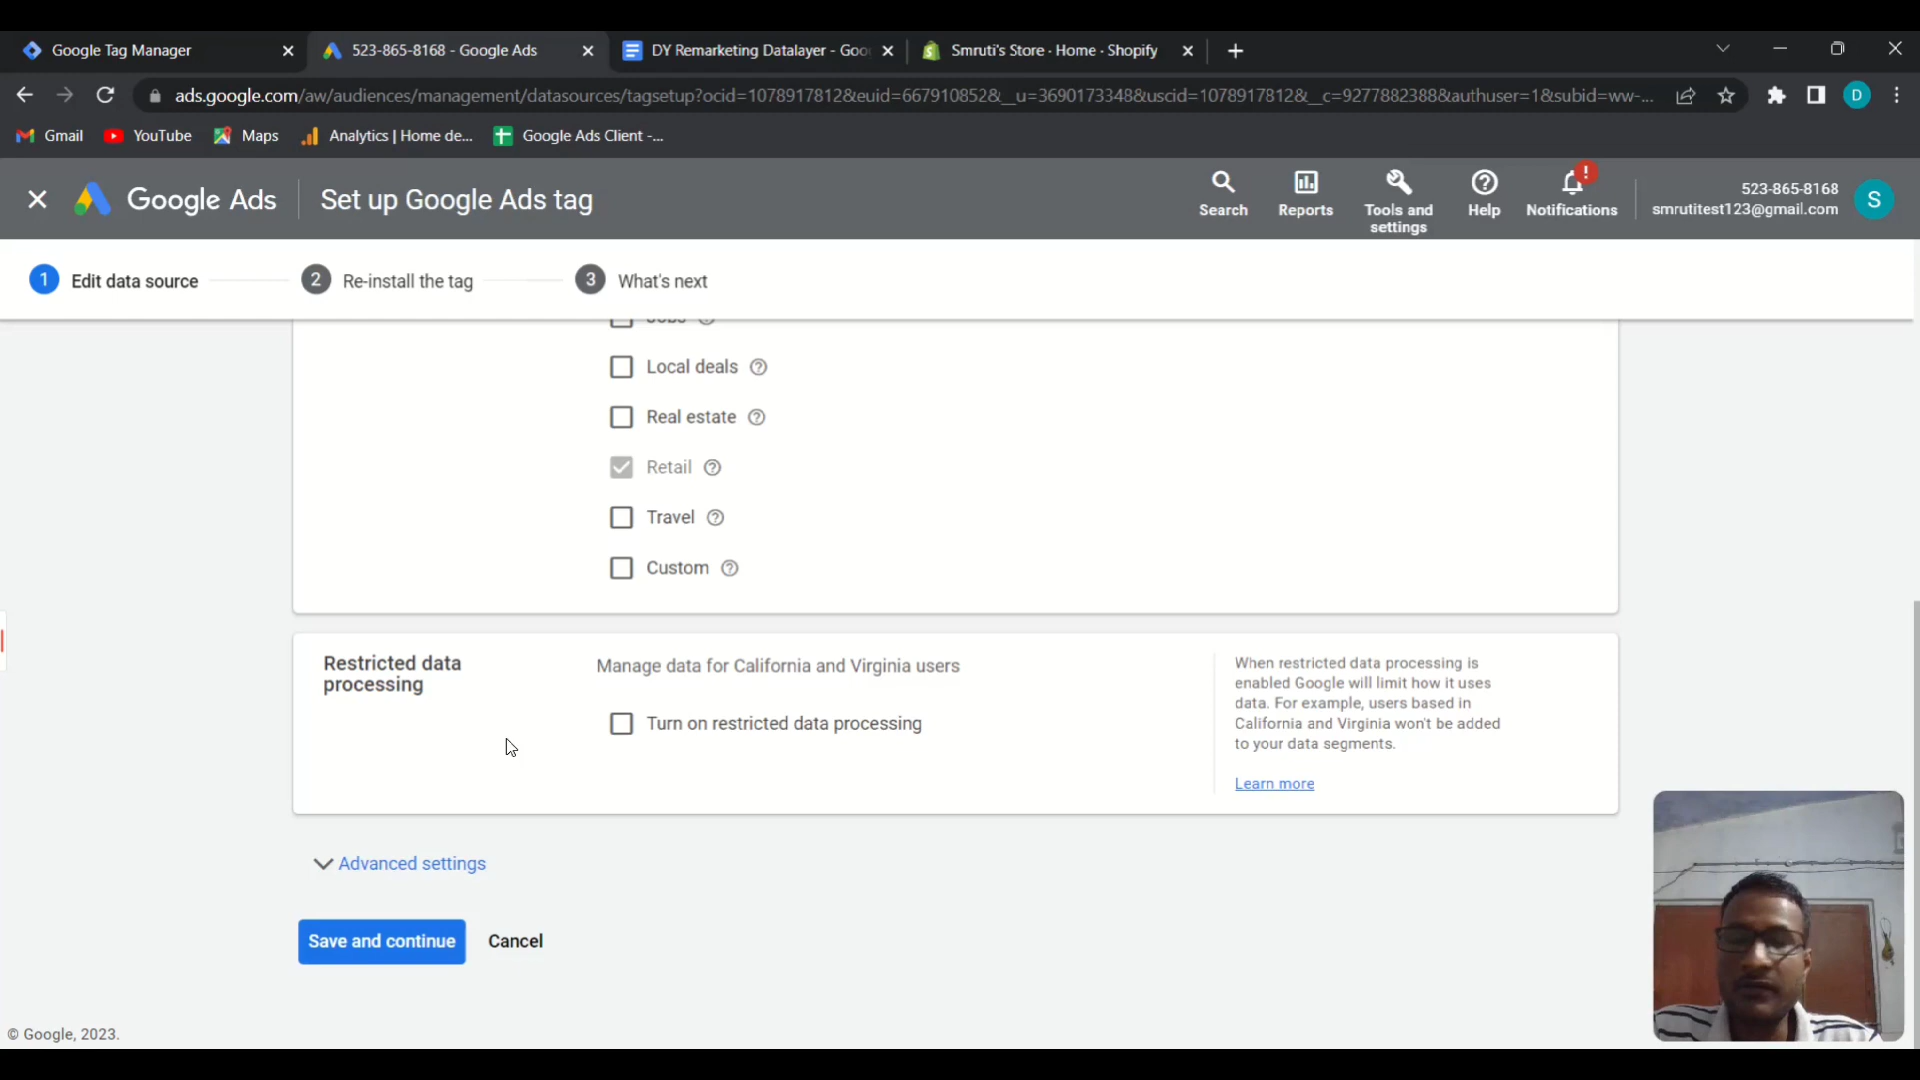 Google Tag Manager
523-865-8168 - Google Ads
DY Remarketing Datalayer - Goo
Smruti's Store · Home · Shopify
ads.google.com/aw/audiences/management/datasources/tagsetup?ocid=1078917812&euid=667910852&__u=3690173348&uscid=1078917812&__c=9277882388&authuser=1&subid=ww-...
D
Gmail
YouTube
Maps
Analytics | Home de...
Google Ads Client -...
Google Ads
Set up Google Ads tag
Search
Reports
Tools and
settings
Help
!
Notifications
523-865-8168
smrutitest123@gmail.com
S
1 Edit data source
2 Re-install the tag
3 What's next
Jobs
Local deals
Real estate
Retail
Travel
Custom
Restricted data
processing
Manage data for California and Virginia users
Turn on restricted data processing
When restricted data processing is
enabled Google will limit how it uses
data. For example, users based in
California and Virginia won't be added
to your data segments.
Learn more
Advanced settings
Save and continue
Cancel
© Google, 2023.